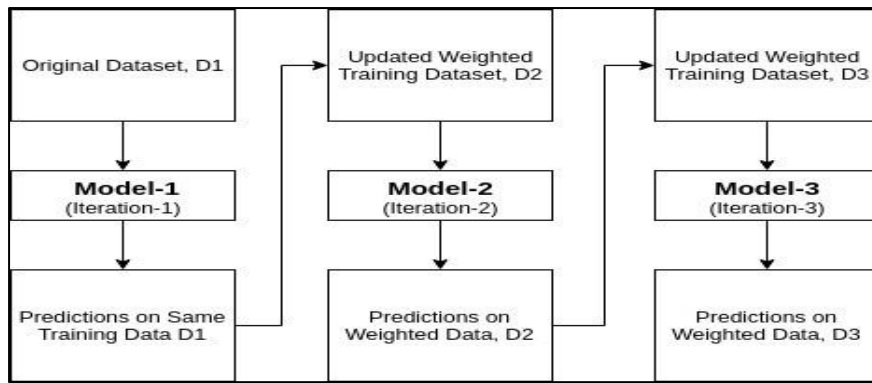 Original Dataset, D1
Model-1
(Iteration-1)
Predictions on Same
Training Data D1
Updated Weighted
Training Dataset, D2
Model-2
(Iteration-2)
Predictions on
Weighted Data, D2
Updated Weighted
Training Dataset, D3
Model-3
(Iteration-3)
Predictions on
Weighted Data, D3